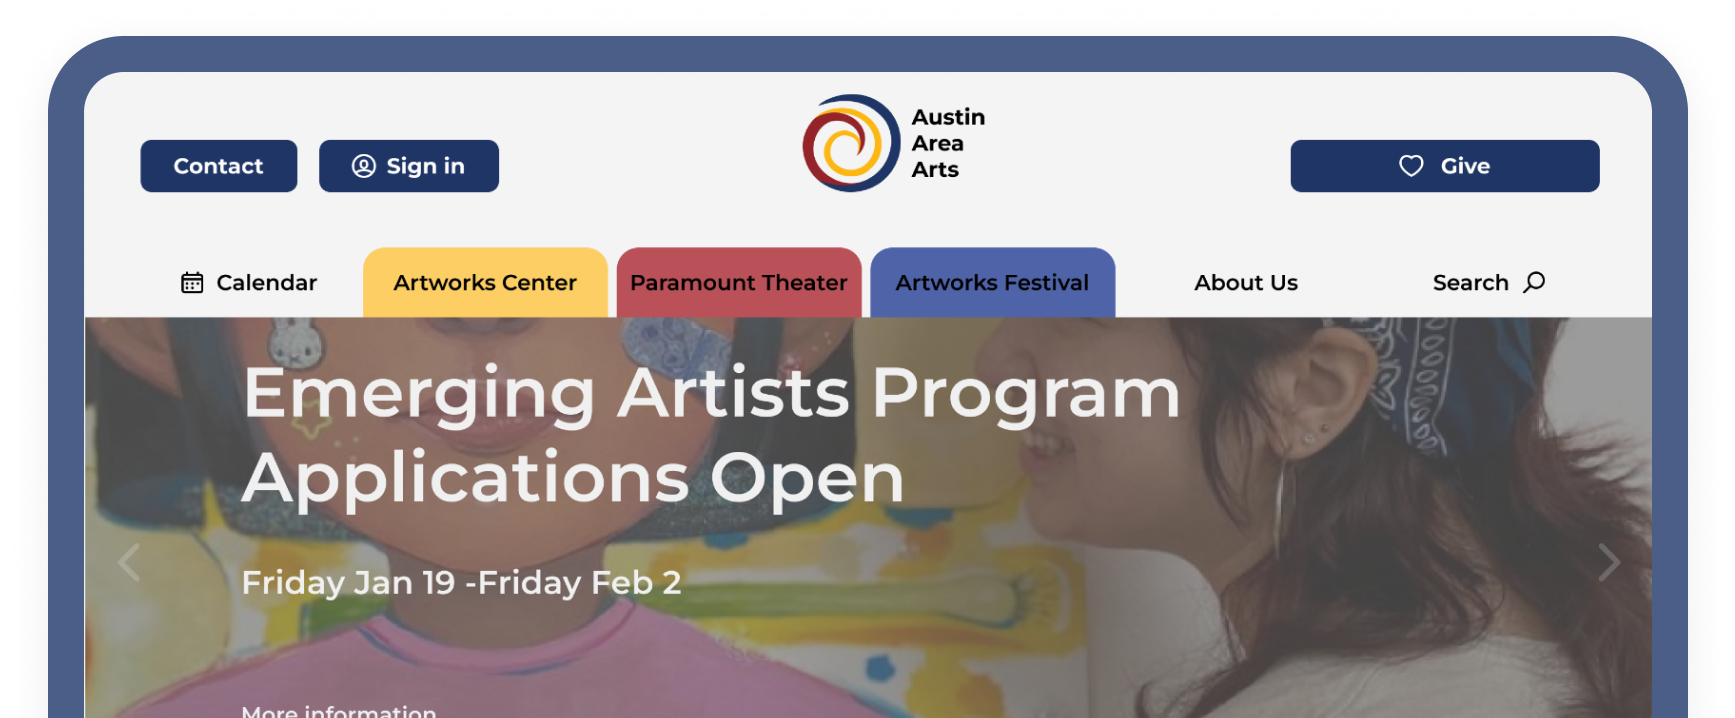 Contact
Sign in
Austin
Area
Arts
Give
Calendar
Artworks Center
Paramount Theater
Artworks Festival
About Us
Search
Emerging Artists Program
Applications Open
Friday Jan 19 -Friday Feb 2
More information